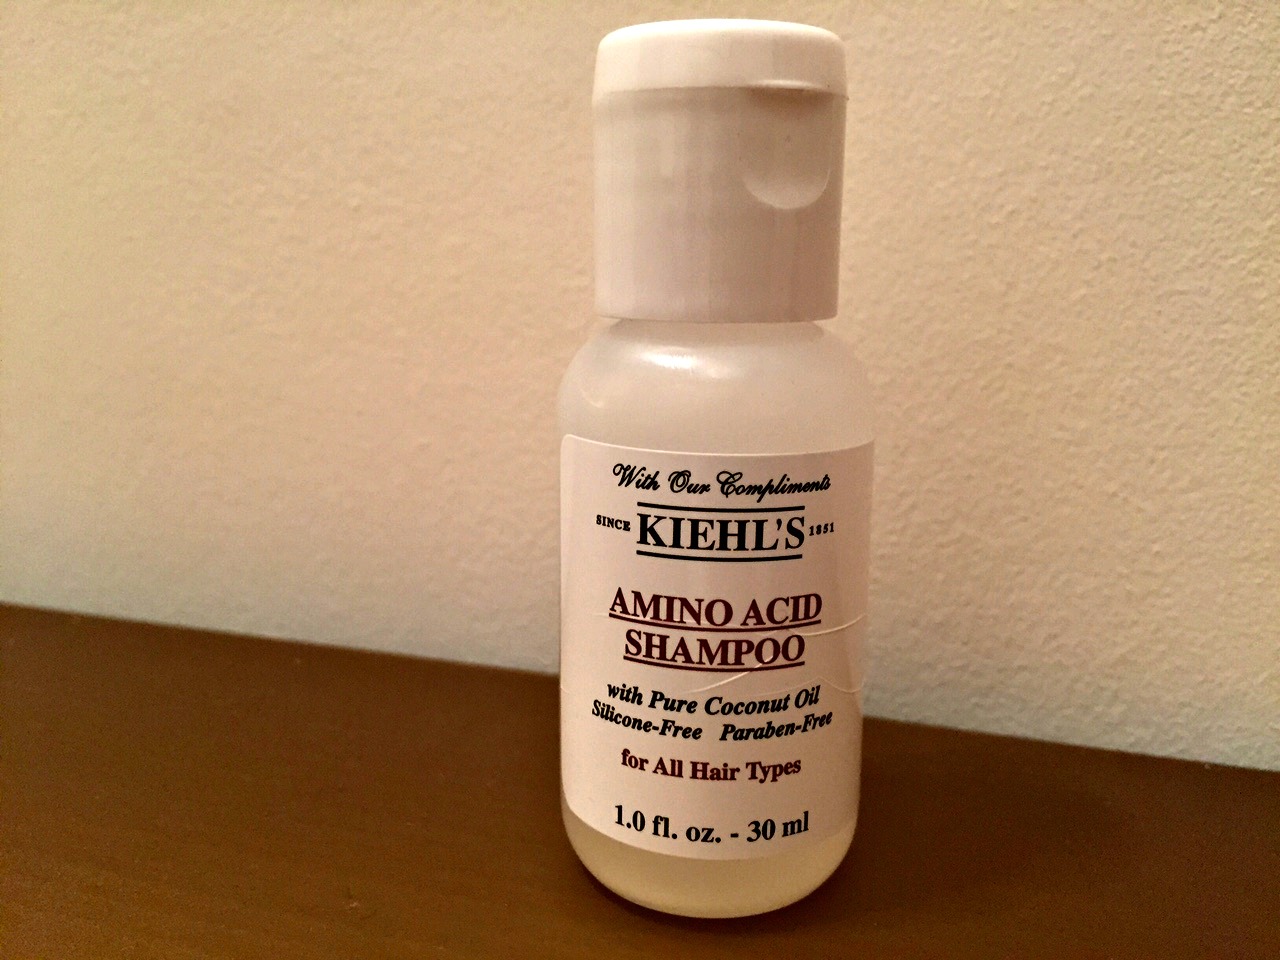 With Our Compliments
SINCE KIEHL'S 1851
AMINO ACID
SHAMPOO
with Pure Coconut Oil
Silicone-Free Paraben-Free
for All Hair Types
1.0 fl. oz. - 30 ml